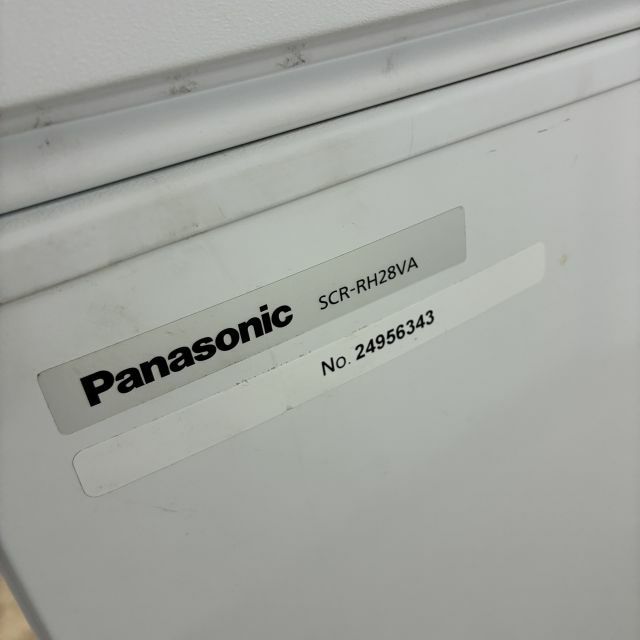 Panasonic SCR-RH28VA
No. 24956343